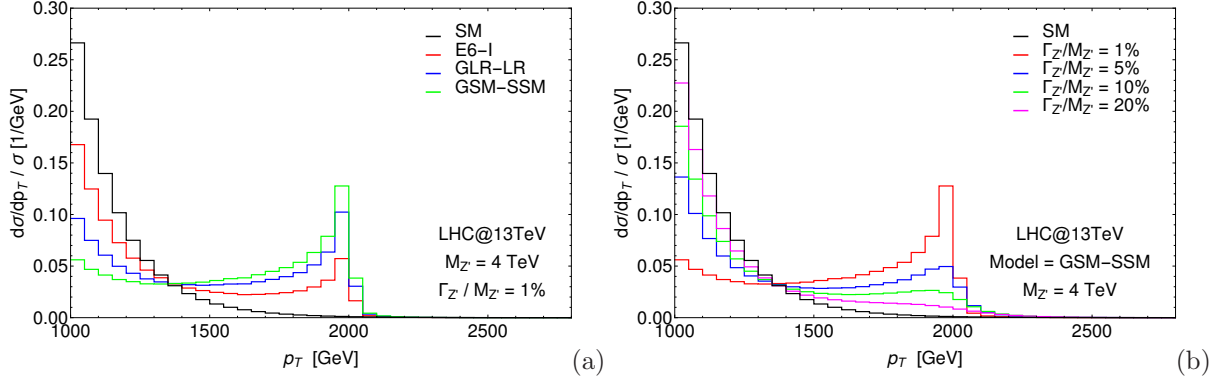 0.30
0.25
0.20
0.15
0.10
0.05
0.00
dσ/dp_T / σ [1/GeV]
SM
E6-I
GLR-LR
GSM-SSM
LHC@13TeV
M_Z' = 4 TeV
Γ_Z' / M_Z' = 1%
1000 1500 2000 2500
p_T [GeV]
(a)
0.30
0.25
0.20
0.15
0.10
0.05
0.00
dσ/dp_T / σ [1/GeV]
SM
Γ_Z'/M_Z' = 1%
Γ_Z'/M_Z' = 5%
Γ_Z'/M_Z' = 10%
Γ_Z'/M_Z' = 20%
LHC@13TeV
Model = GSM-SSM
M_Z' = 4 TeV
1000 1500 2000 2500
p_T [GeV]
(b)